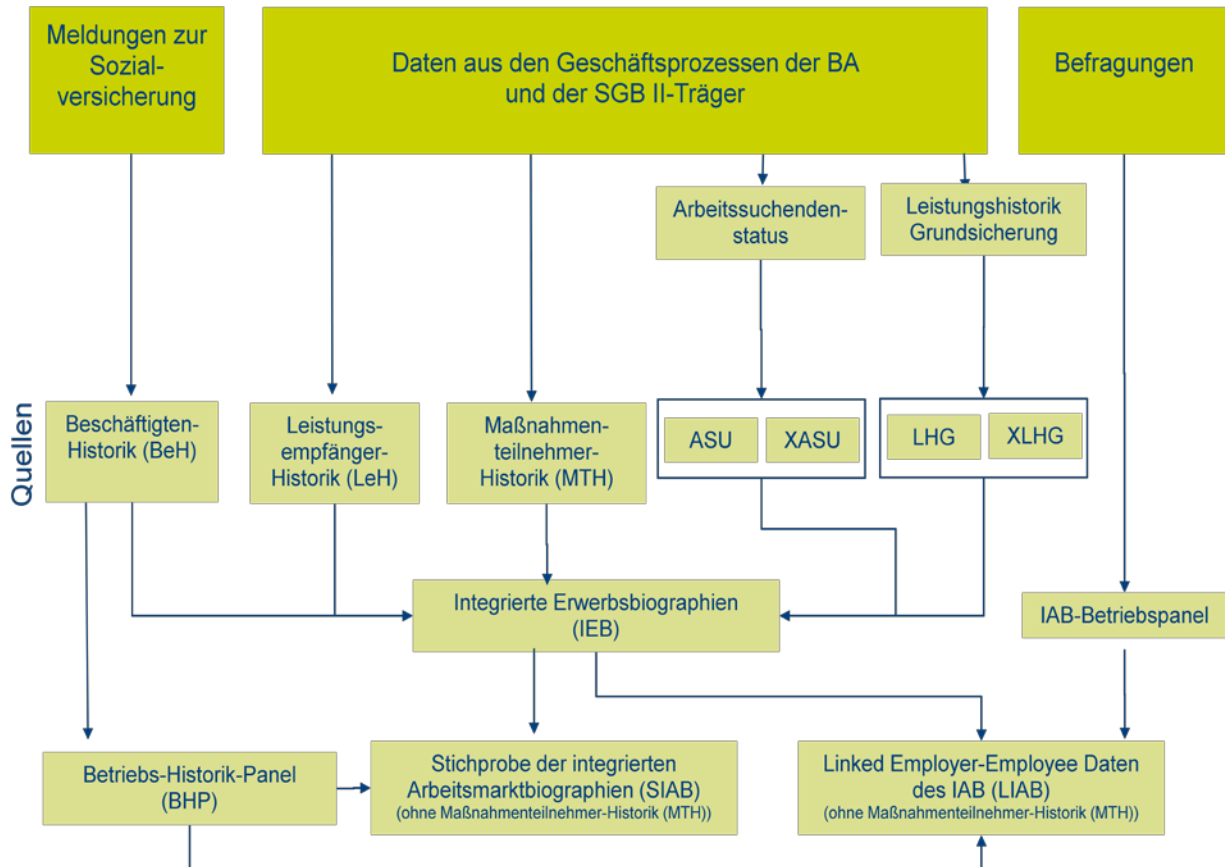 Meldungen zur
Sozial-
versicherung
Daten aus den Geschäftsprozessen der BA
und der SGB II-Träger
Befragungen
Arbeitssuchenden-
status
Leistungshistorik
Grundsicherung
Quellen
Beschäftigten-
Historik (BeH)
Leistungs-
empfänger-
Historik (LeH)
Maßnahmen-
teilnehmer-
Historik (MTH)
ASU
XASU
LHG
XLHG
Integrierte Erwerbsbiographien
(IEB)
IAB-Betriebspanel
Betriebs-Historik-Panel
(BHP)
Stichprobe der integrierten
Arbeitsmarktbiographien (SIAB)
(ohne Maßnahmenteilnehmer-Historik (MTH))
Linked Employer-Employee Daten
des IAB (LIAB)
(ohne Maßnahmenteilnehmer-Historik (MTH))